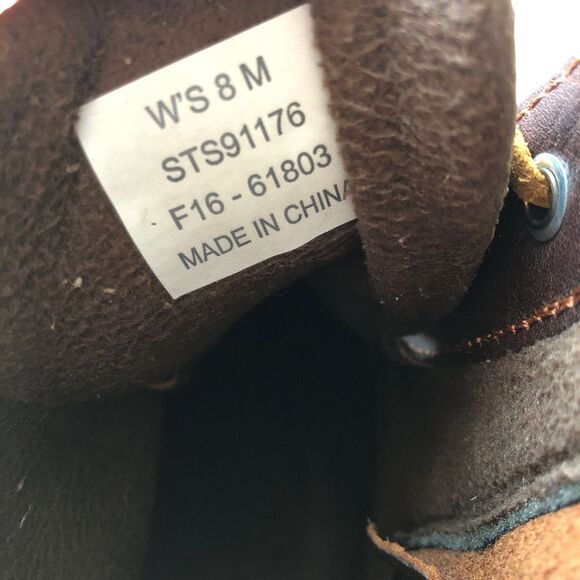 W'S 8 M
STS91176
F16 - 61803
MADE IN CHINA